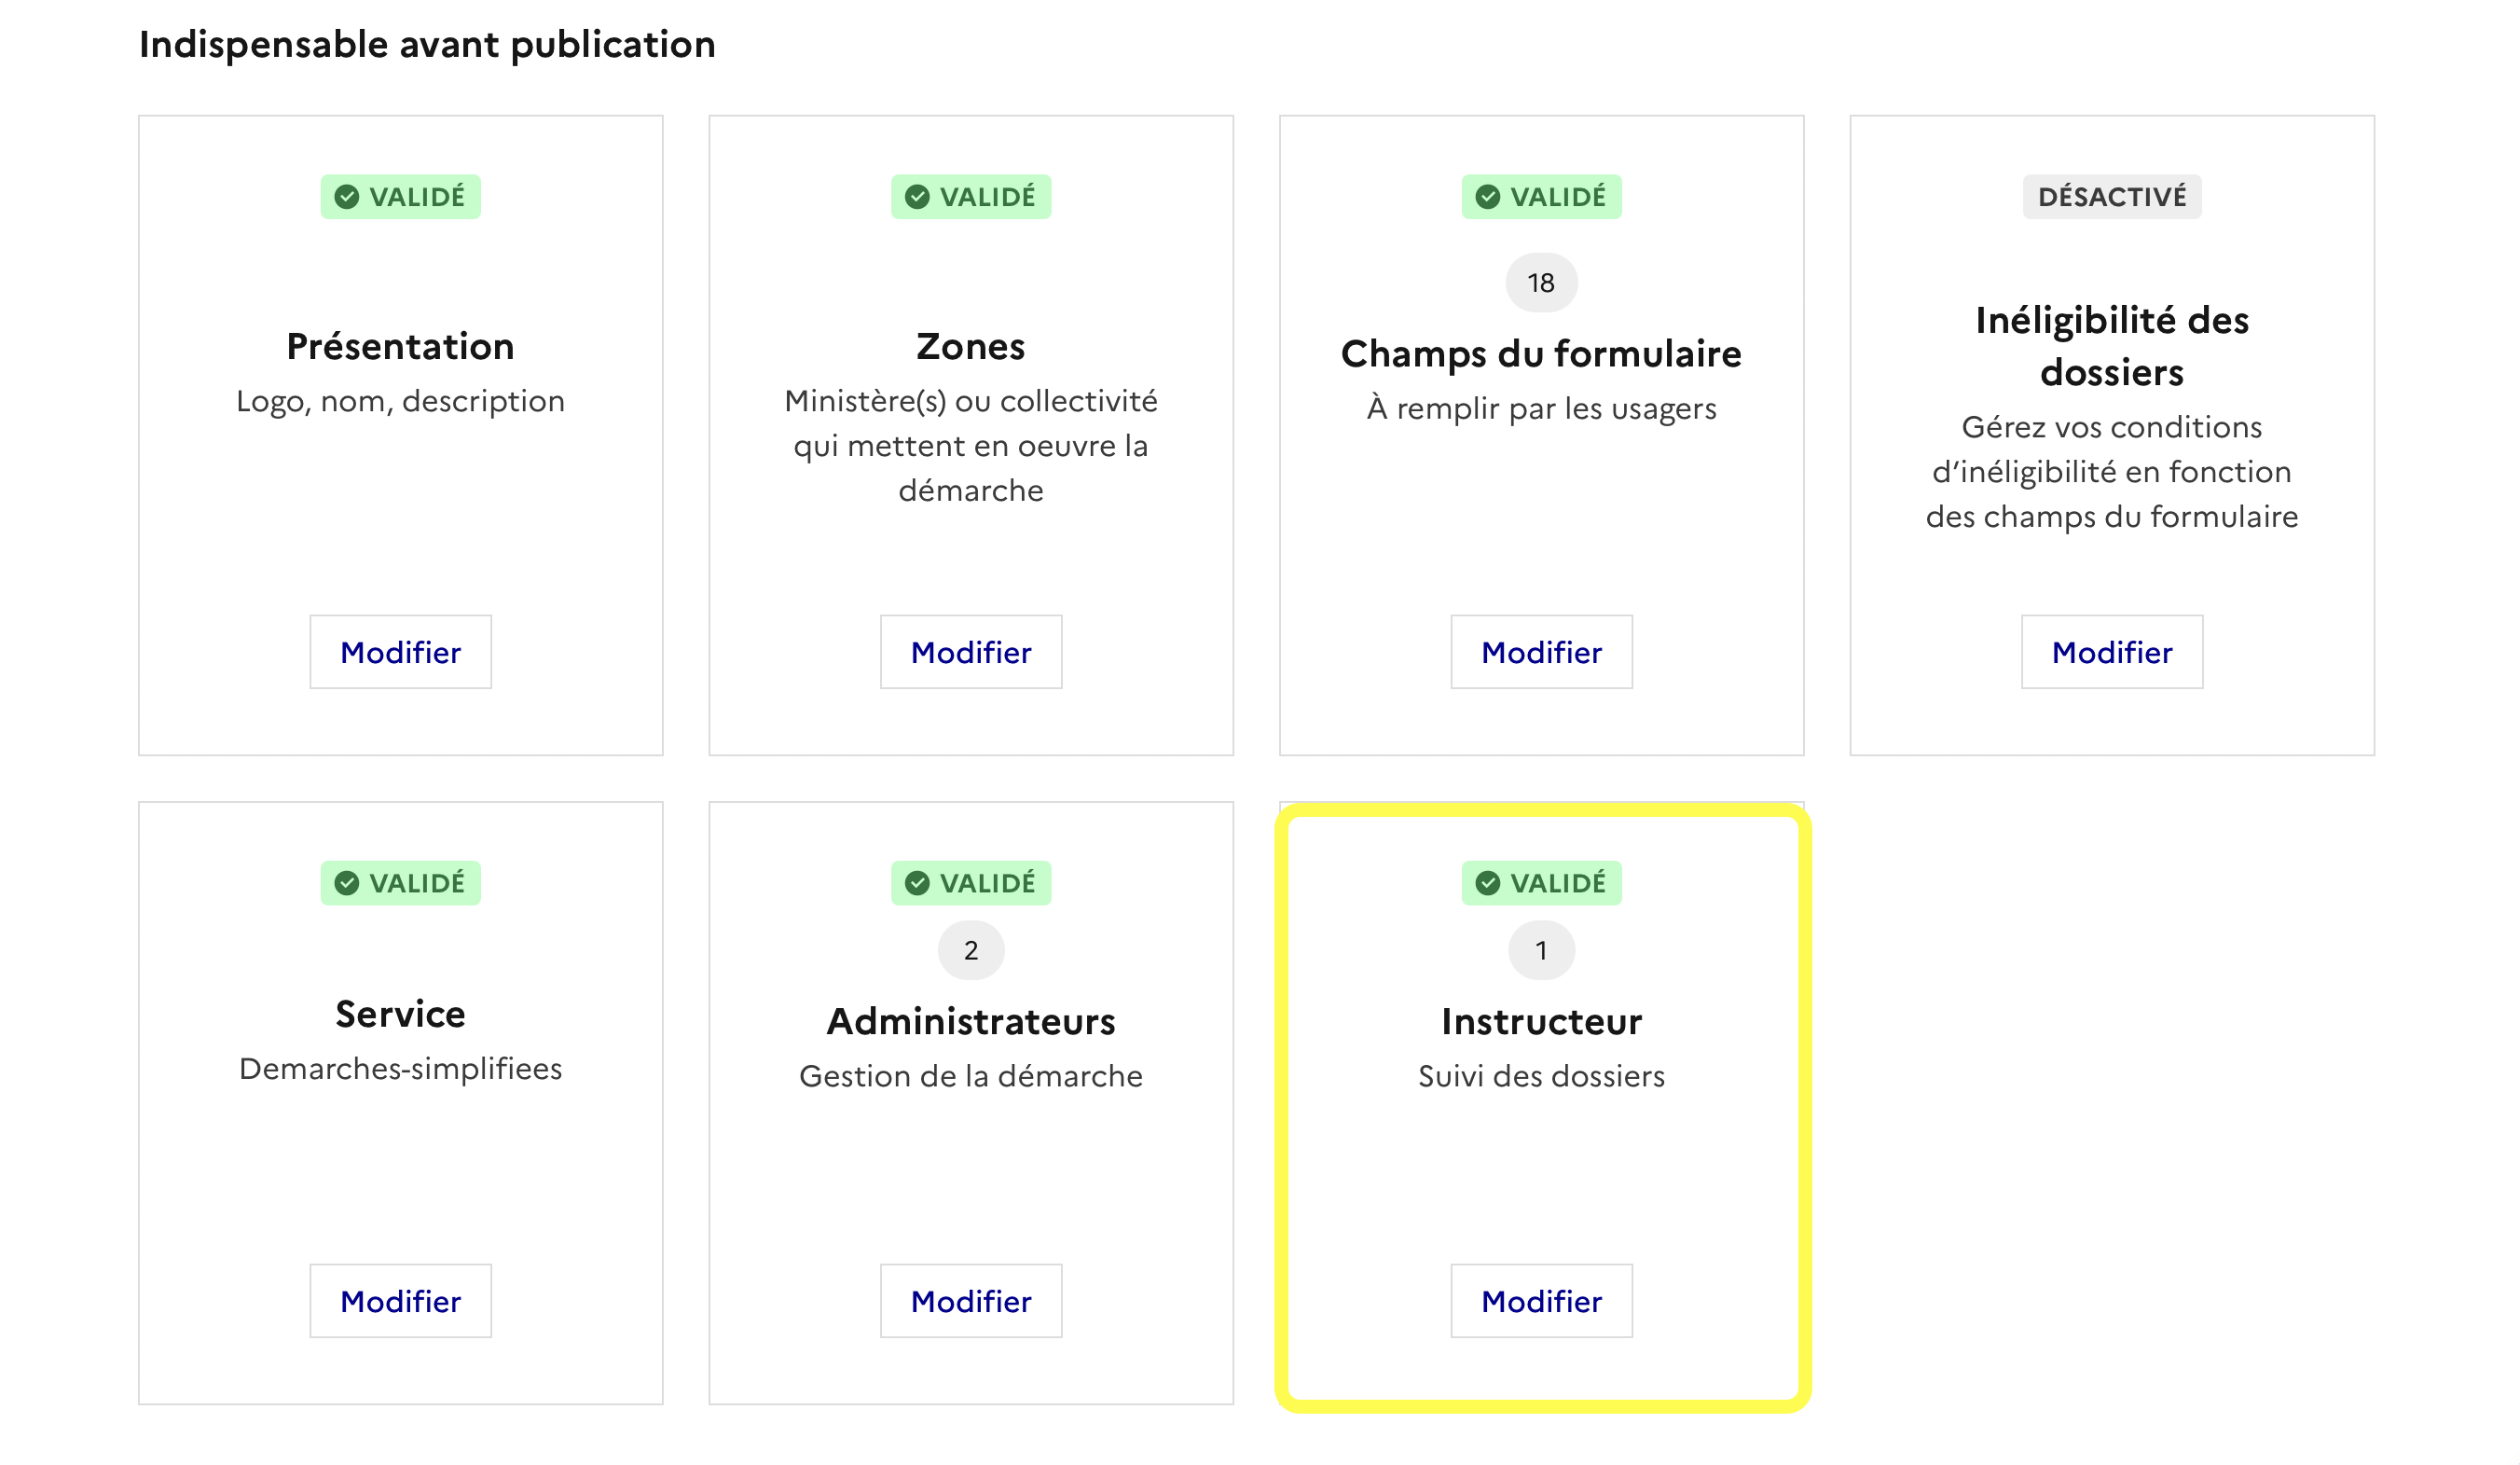 Indispensable avant publication
VALIDÉ
Présentation
Logo, nom, description
Modifier
VALIDÉ
Zones
Ministère(s) ou collectivité
qui mettent en oeuvre la
démarche
Modifier
VALIDÉ
18
Champs du formulaire
À remplir par les usagers
Modifier
DÉSACTIVÉ
Inéligibilité des
dossiers
Gérez vos conditions
d’inéligibilité en fonction
des champs du formulaire
Modifier
VALIDÉ
Service
Demarches-simplifiees
Modifier
VALIDÉ
2
Administrateurs
Gestion de la démarche
Modifier
VALIDÉ
1
Instructeur
Suivi des dossiers
Modifier